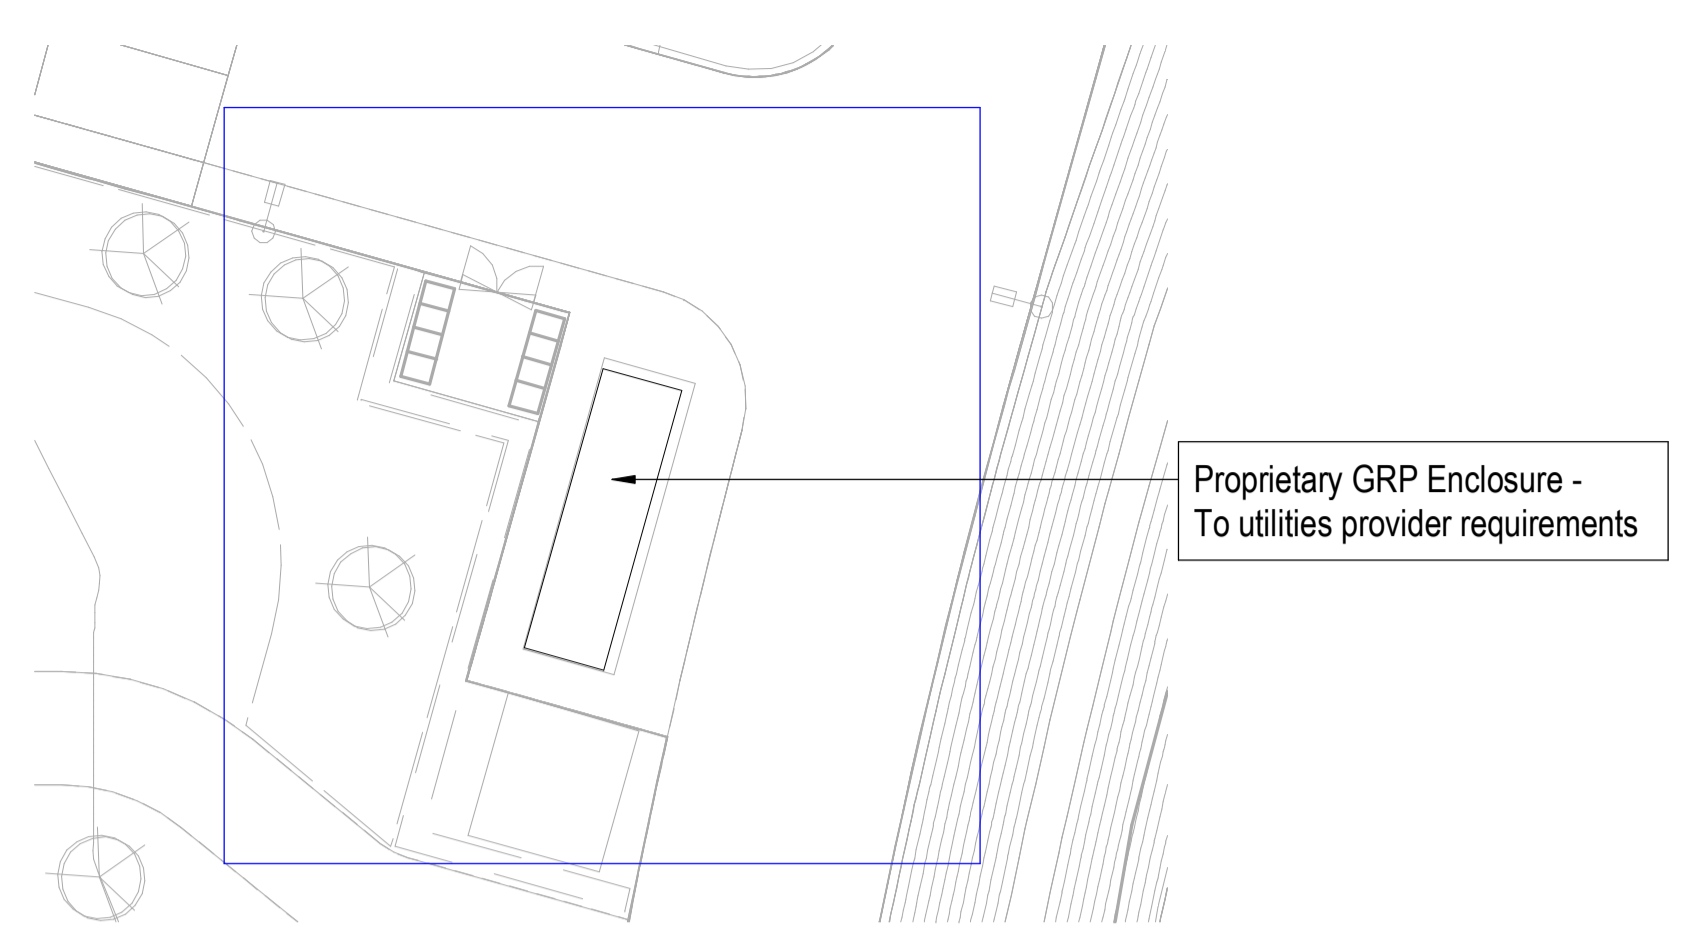 Proprietary GRP Enclosure -
To utilities provider requirements